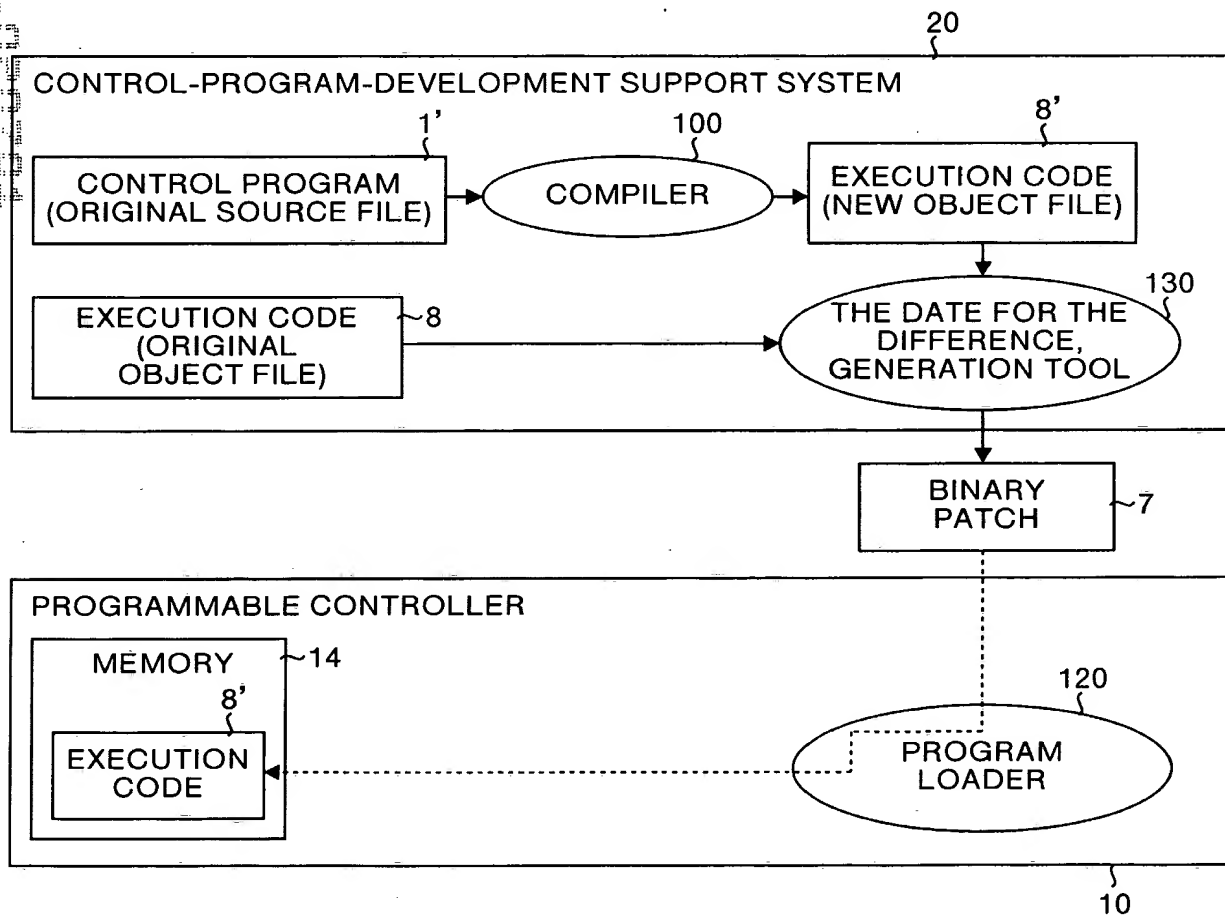 20
CONTROL-PROGRAM-DEVELOPMENT SUPPORT SYSTEM
1'
100
8'
CONTROL PROGRAM
(ORIGINAL SOURCE FILE)
COMPILER
EXECUTION CODE
(NEW OBJECT FILE)
130
EXECUTION CODE
(ORIGINAL
OBJECT FILE)
8
THE DATE FOR THE
DIFFERENCE,
GENERATION TOOL
BINARY
PATCH
7
PROGRAMMABLE CONTROLLER
MEMORY
14
8'
EXECUTION
CODE
120
PROGRAM
LOADER
10